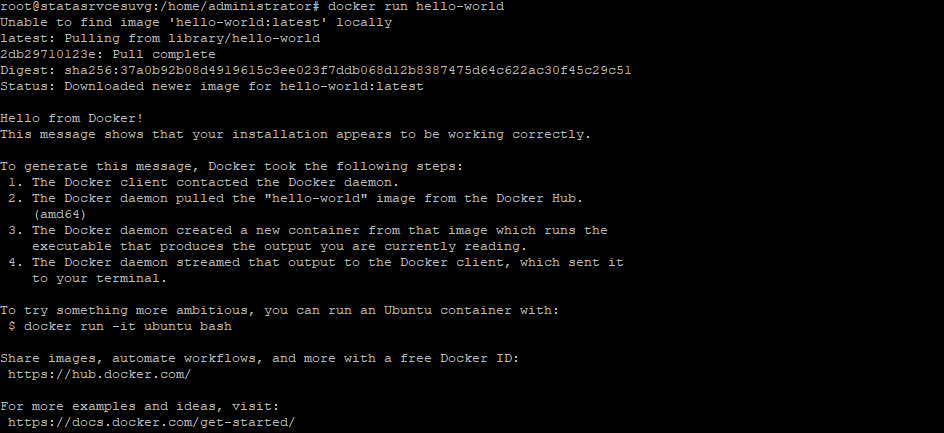 root@statasrvcesuvg:/home/administrator# docker run hello-world
Unable to find image 'hello-world:latest' locally
latest: Pulling from library/hello-world
2db29710123e: Pull complete
Digest: sha256:37a0b92b08d4919615c3ee023f7ddb068d12b8387475d64c622ac30f45c29c51
Status: Downloaded newer image for hello-world:latest

Hello from Docker!
This message shows that your installation appears to be working correctly.

To generate this message, Docker took the following steps:
 1. The Docker client contacted the Docker daemon.
 2. The Docker daemon pulled the "hello-world" image from the Docker Hub.
    (amd64)
 3. The Docker daemon created a new container from that image which runs the
    executable that produces the output you are currently reading.
 4. The Docker daemon streamed that output to the Docker client, which sent it
    to your terminal.

To try something more ambitious, you can run an Ubuntu container with:
 $ docker run -it ubuntu bash

Share images, automate workflows, and more with a free Docker ID:
 https://hub.docker.com/

For more examples and ideas, visit:
 https://docs.docker.com/get-started/